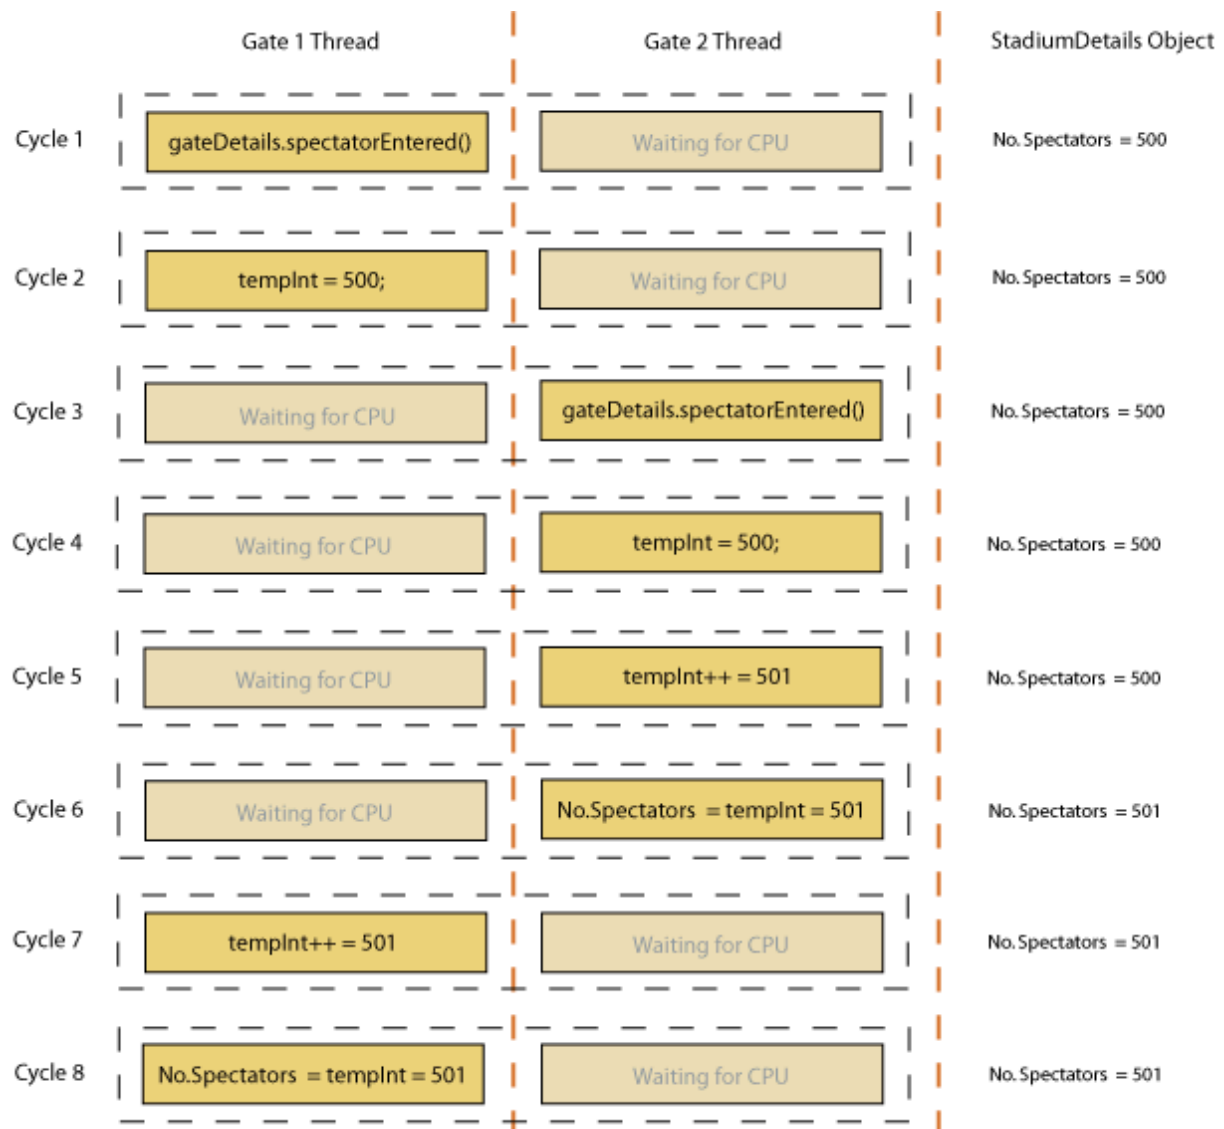 Gate 1 Thread Gate 2 Thread StadiumDetails Object
Cycle 1 gateDetails.spectatorEntered() Waiting for CPU No. Spectators = 500
Cycle 2 tempInt = 500; Waiting for CPU No. Spectators = 500
Cycle 3 Waiting for CPU gateDetails.spectatorEntered() No. Spectators = 500
Cycle 4 Waiting for CPU tempInt = 500; No. Spectators = 500
Cycle 5 Waiting for CPU tempInt++ = 501 No. Spectators = 500
Cycle 6 Waiting for CPU No.Spectators = tempInt = 501 No. Spectators = 501
Cycle 7 tempInt++ = 501 Waiting for CPU No. Spectators = 501
Cycle 8 No.Spectators = tempInt = 501 Waiting for CPU No. Spectators = 501